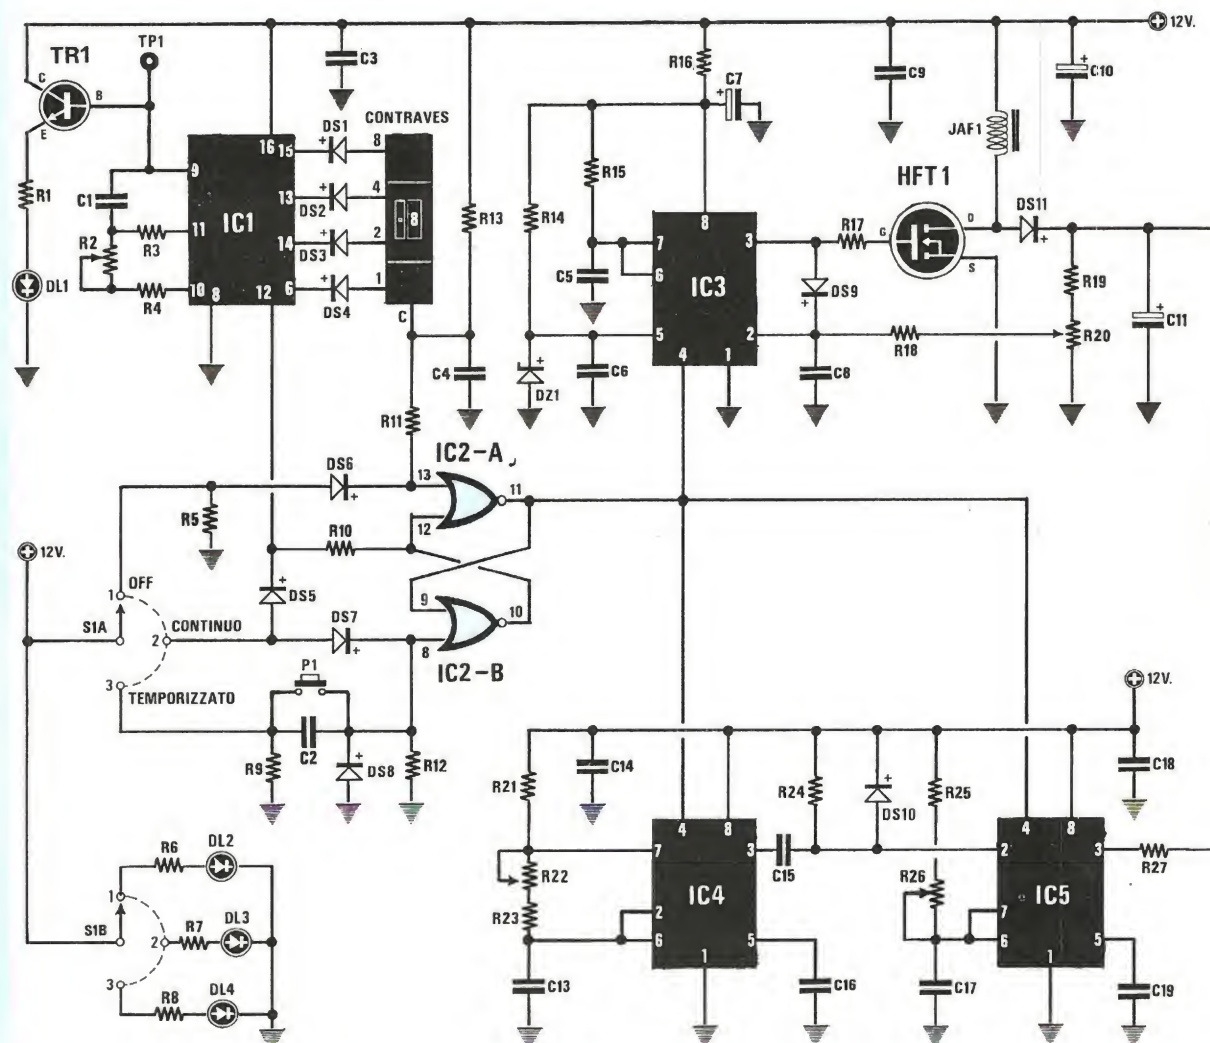 12V.
TR1
TP1
C
B
E
C3
R16
C7
+
C9
+
C10
CONTRAVES
DS1
+
8
16
15
JAF1
R1
C1
9
IC1
13
DS2
+
4
8
R13
R14
R15
HFT1
DS11
+
R2
R3
11
14
DS3
+
2
8
7
3
R17
G
D
S
DL1
R4
10
8
12
6
DS4
+
1
C
C5
6
IC3
DS9
+
R19
C4
5
2
R18
R20
+
C11
+
DZ1
C6
4
1
C8
R11
IC2-A
DS6
+
13
11
R5
R10
12
12V.
OFF
1
DS5
+
DS7
+
9
10
S1A
2
CONTINUO
8
IC2-B
P1
3
TEMPORIZZATO
12V.
R9
C2
+
DS8
R12
R21
C14
R24
+
DS10
R25
C18
R6
DL2
4
8
4
8
1
7
3
C15
2
3
R27
R22
IC4
R26
IC5
R7
DL3
S1B
2
R23
2
7
6
5
6
5
3
R8
DL4
1
1
C13
C16
C17
C19